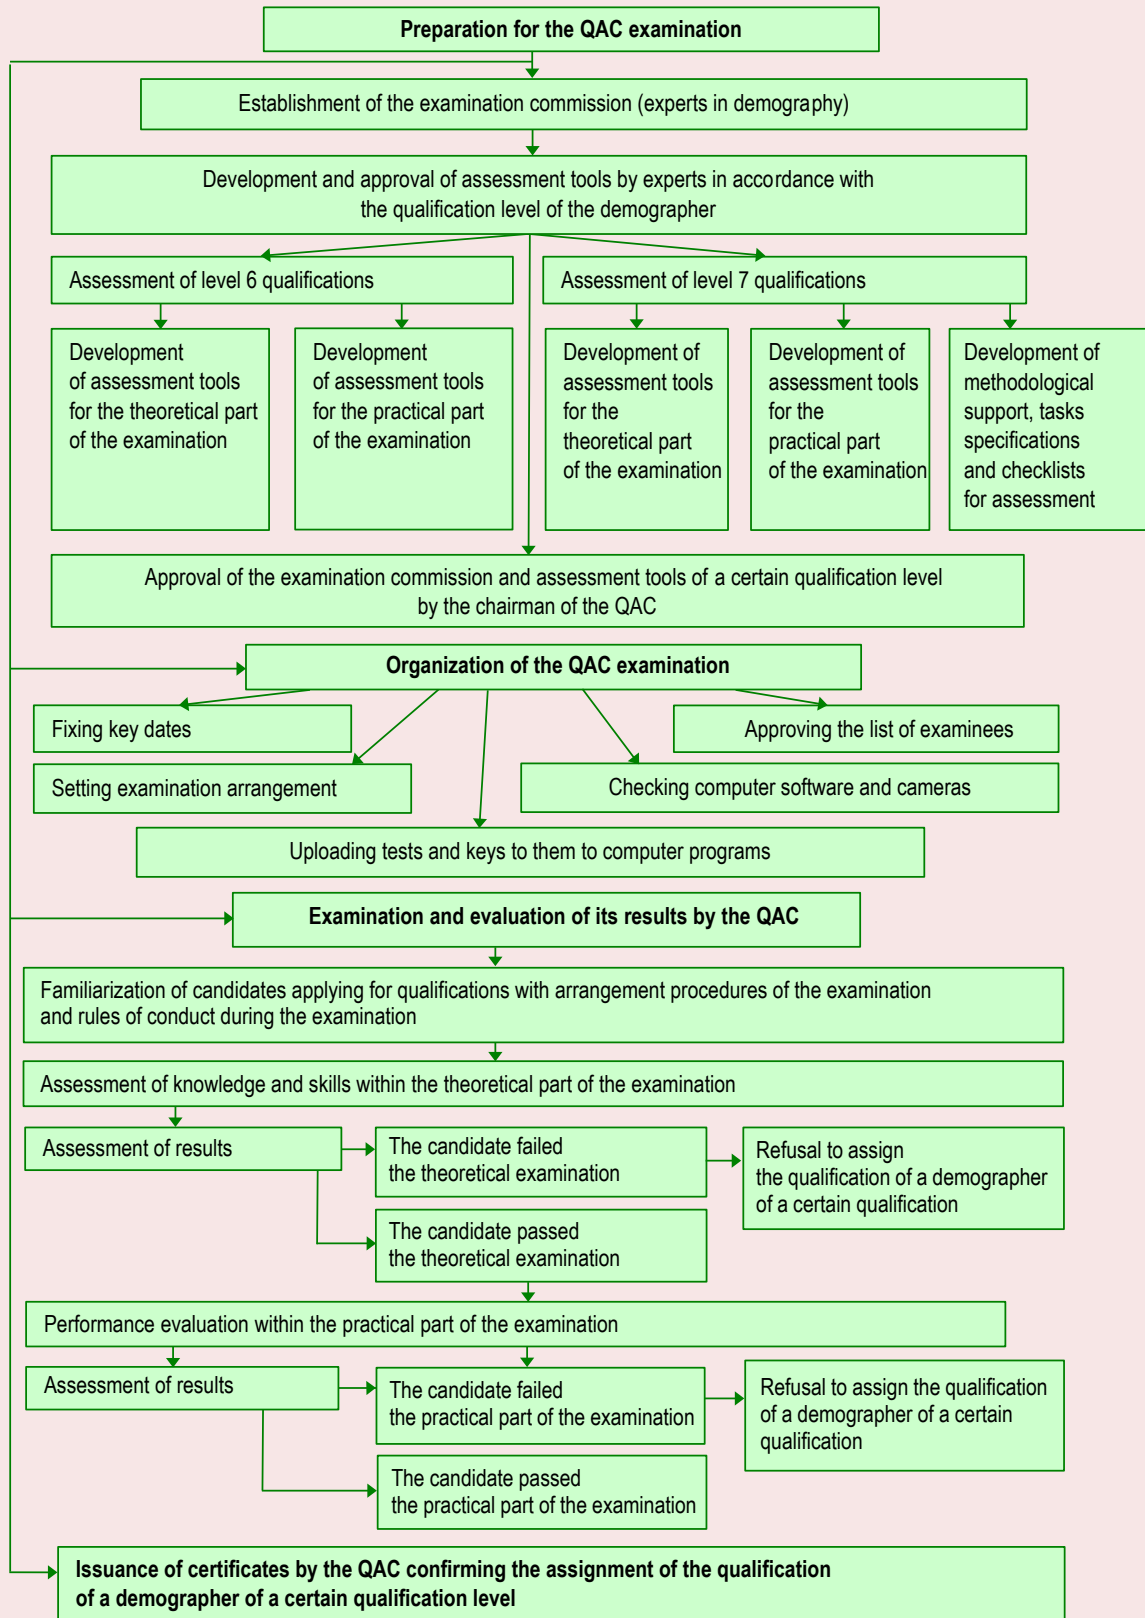 Preparation for the QAC examination
Establishment of the examination commission (experts in demography)
Development and approval of assessment tools by experts in accordance with
the qualification level of the demographer
Assessment of level 6 qualifications
Assessment of level 7 qualifications
Development
of assessment tools
for the theoretical part
of the examination
Development
of assessment tools
for the practical part
of the examination
Development of
assessment tools
for the
theoretical part
of the examination
Development of
assessment tools
for the
practical part
of the examination
Development of
methodological
support, tasks
specifications
and checklists
for assessment
Approval of the examination commission and assessment tools of a certain qualification level
by the chairman of the QAC
Organization of the QAC examination
Fixing key dates
Approving the list of examinees
Setting examination arrangement
Checking computer software and cameras
Uploading tests and keys to them to computer programs
Examination and evaluation of its results by the QAC
Familiarization of candidates applying for qualifications with arrangement procedures of the examination
and rules of conduct during the examination
Assessment of knowledge and skills within the theoretical part of the examination
Assessment of results
The candidate failed
the theoretical examination
Refusal to assign
the qualification of a demographer
of a certain qualification
The candidate passed
the theoretical examination
Performance evaluation within the practical part of the examination
Assessment of results
The candidate failed
the practical part of the examination
Refusal to assign the qualification
of a demographer of a certain
qualification
The candidate passed
the practical part of the examination
Issuance of certificates by the QAC confirming the assignment of the qualification
of a demographer of a certain qualification level